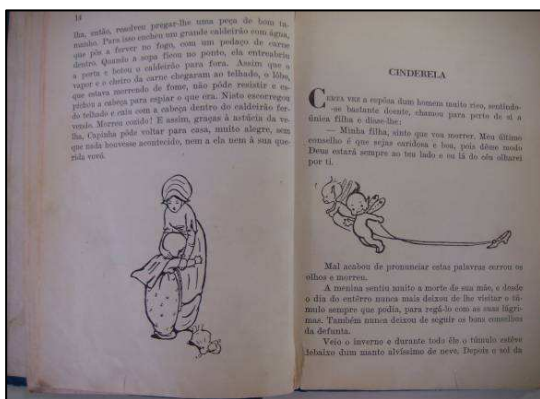 14
lha, então, resolveu pregar-lhe uma peça de bom ta-
manho. Para isso encheu um grande caldeirão com água,
que pôs a ferver no fogo, com um pedaço de carne
dentro. Quando a sopa ficou no ponto, ela entreabriu
a porta e botou o caldeirão para fora. Assim que o
vapor e o cheiro da carne chegaram ao telhado, o lôbo,
que estava morrendo de fome, não pôde resistir e es-
pichou a cabeça para espiar o que era. Nisto escorregou
do telhado e caiu com a cabeça dentro do caldeirão fer-
vendo. Morreu cozido! E assim, graças à astúcia da ve-
lha, Capinha pôde voltar para casa, muito alegre, sem
que nada houvesse acontecido, nem a ela nem à sua que-
rida vovó.
CINDERELA
CERTA VEZ a espôsa dum homem muito rico, sentindo-
-se bastante doente, chamou para perto de si a
única filha e disse-lhe:
— Minha filha, sinto que vou morrer. Meu último
conselho é que sejas caridosa e boa, pois dêsse modo
Deus estará sempre ao teu lado e eu lá do céu olharei
por ti.
Mal acabou de pronunciar estas palavras cerrou os
olhos e morreu.
A menina sentiu muito a morte de sua mãe, e desde
o dia do entêrro nunca mais deixou de lhe visitar o tú-
mulo sempre que podia, para regá-lo com as suas lágri-
mas. Também nunca deixou de seguir os bons conselhos
da defunta.
Veio o inverno e durante todo êle o túmulo estêve
debaixo dum manto alvíssimo de neve. Depois o sol da